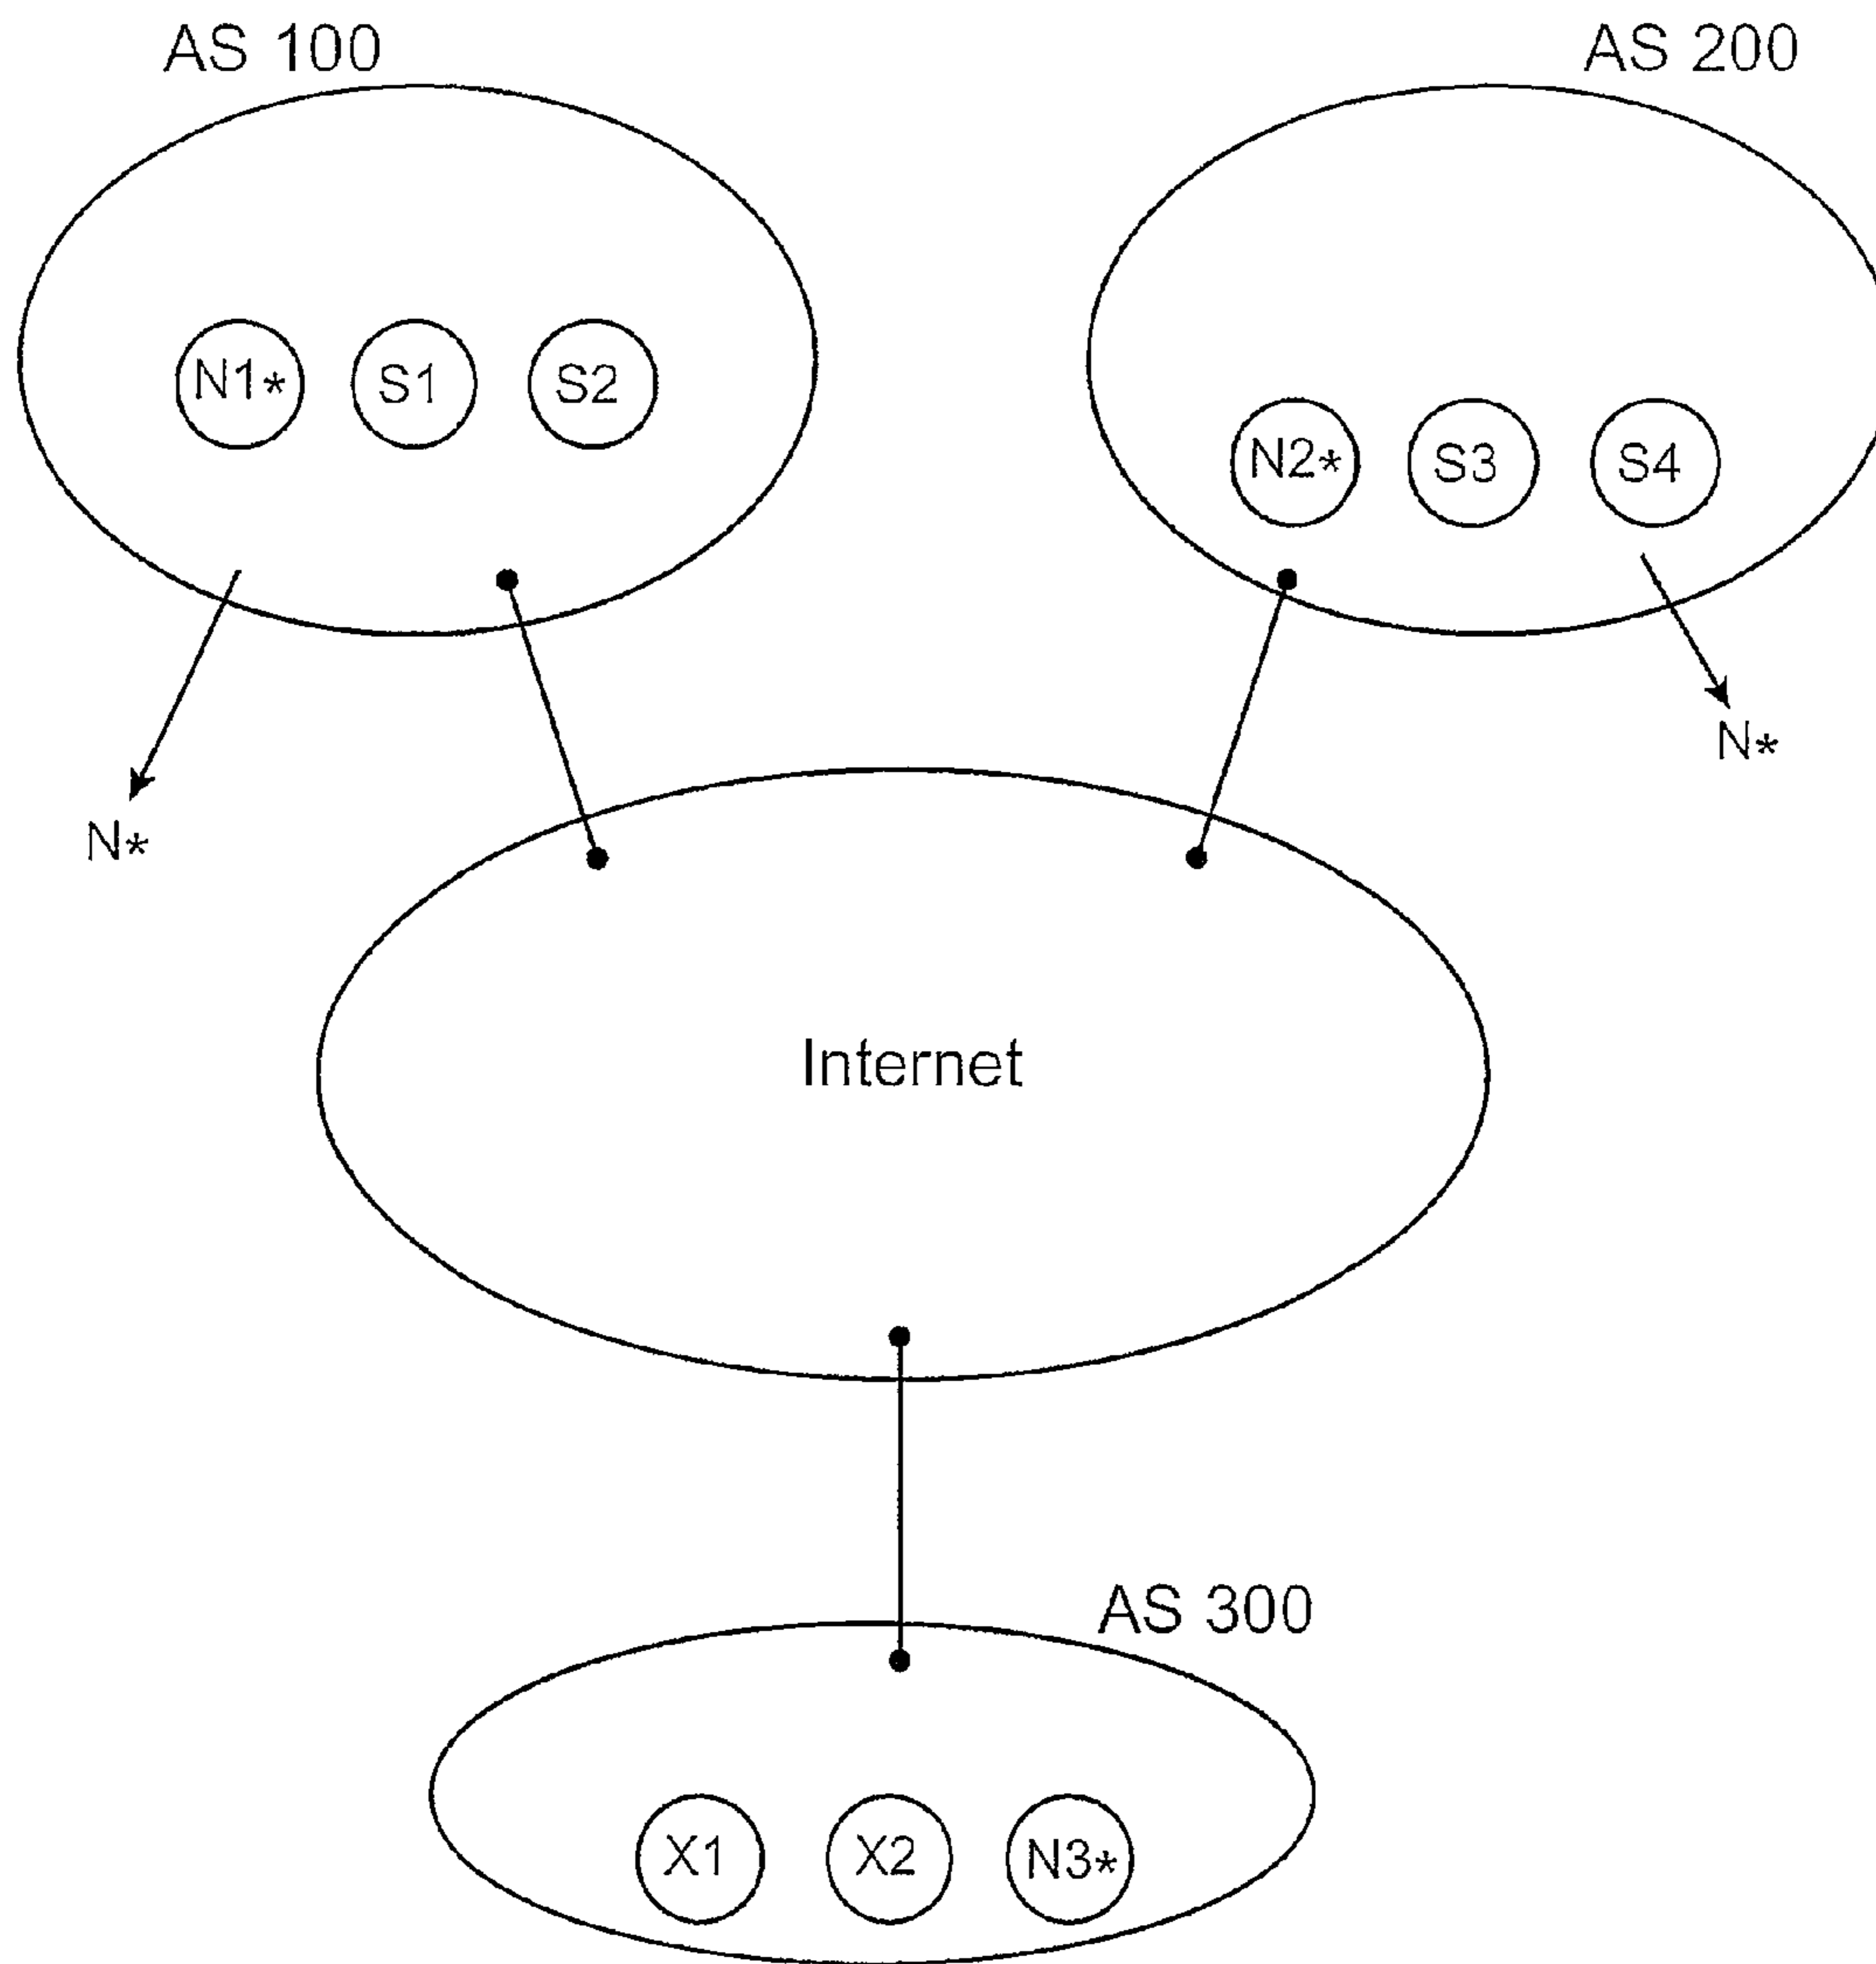 AS 100
AS 200
N1*
S1
S2
N2*
S3
S4
N*
N*
Internet
AS 300
X1
X2
N3*